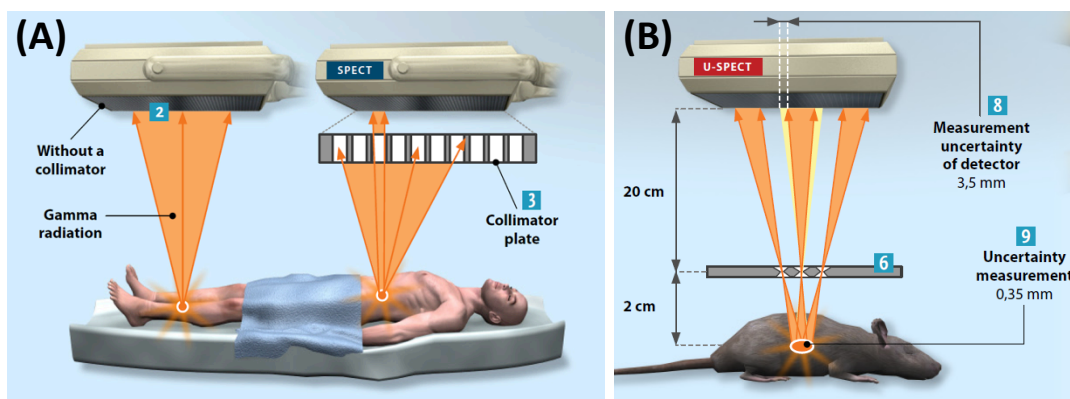 (A)
SPECT
2
Without a
collimator
Gamma
radiation
3
Collimator
plate
(B)
U-SPECT
8
Measurement
uncertainty
of detector
3,5 mm
20 cm
6
9
Uncertainty
measurement
0,35 mm
2 cm